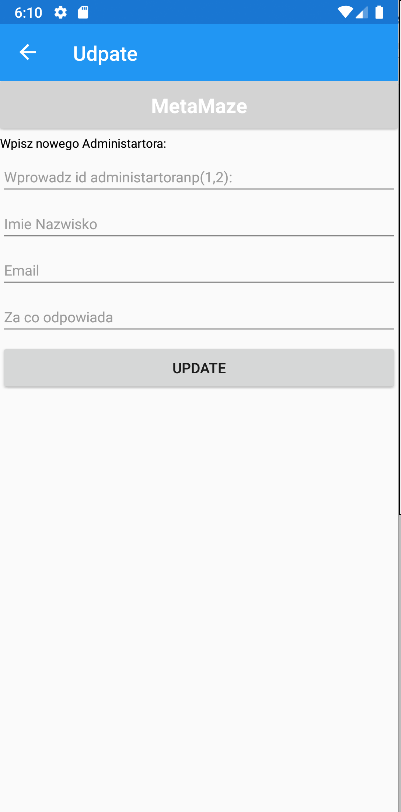 6:10
Udpate
MetaMaze
Wpisz nowego Administartora:
Wprowadz id administartoranp(1,2):
Imie Nazwisko
Email
Za co odpowiada
UPDATE